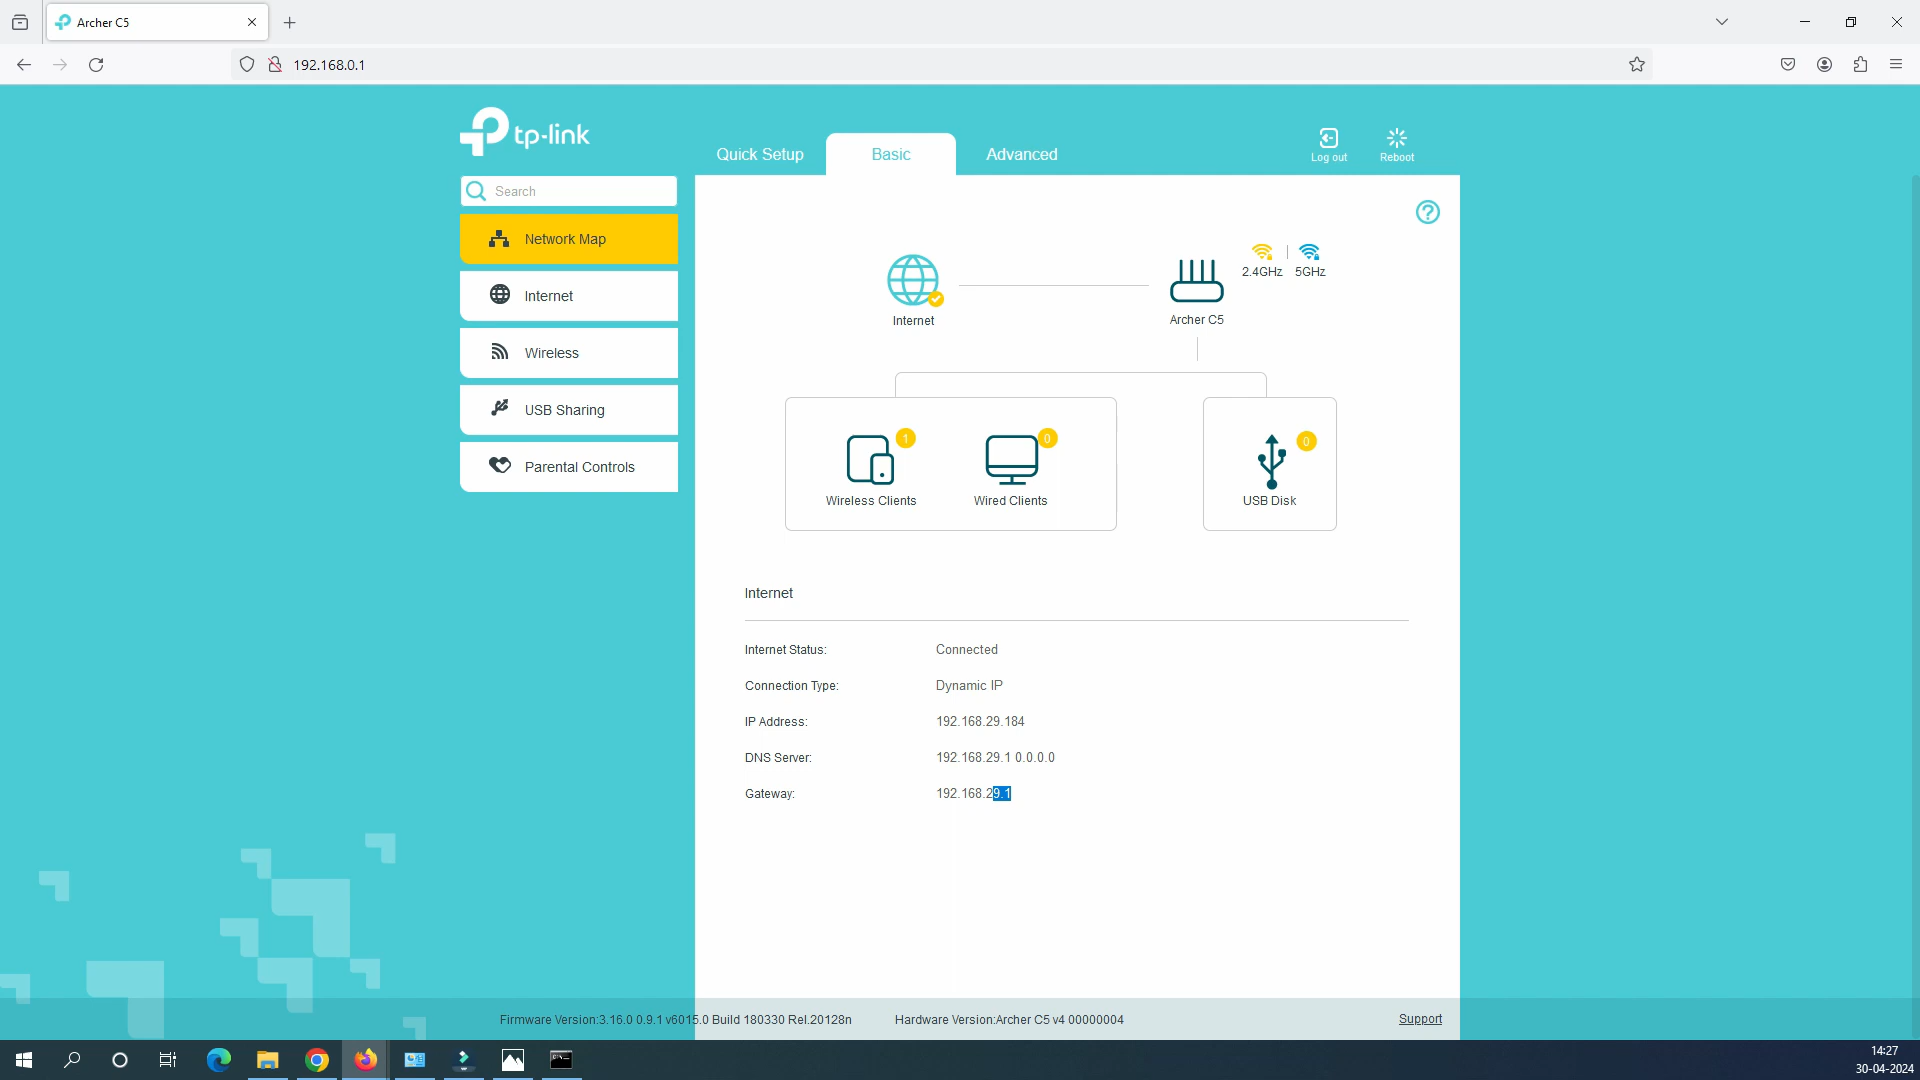 Archer C5
192.168.0.1
tp-link
Quick Setup
Basic
Advanced
Log out
Reboot
Search
Network Map
Internet
Wireless
USB Sharing
Parental Controls
?
2.4GHz
5GHz
Internet
Archer C5
1
0
0
Wireless Clients
Wired Clients
USB Disk
Internet
Internet Status: Connected
Connection Type: Dynamic IP
IP Address: 192.168.29.184
DNS Server: 192.168.29.1 0.0.0.0
Gateway: 192.168.29.1
Firmware Version:3.16.0 0.9.1 v6015.0 Build 180330 Rel.20128n
Hardware Version:Archer C5 v4 00000004
Support
14:27
30-04-2024